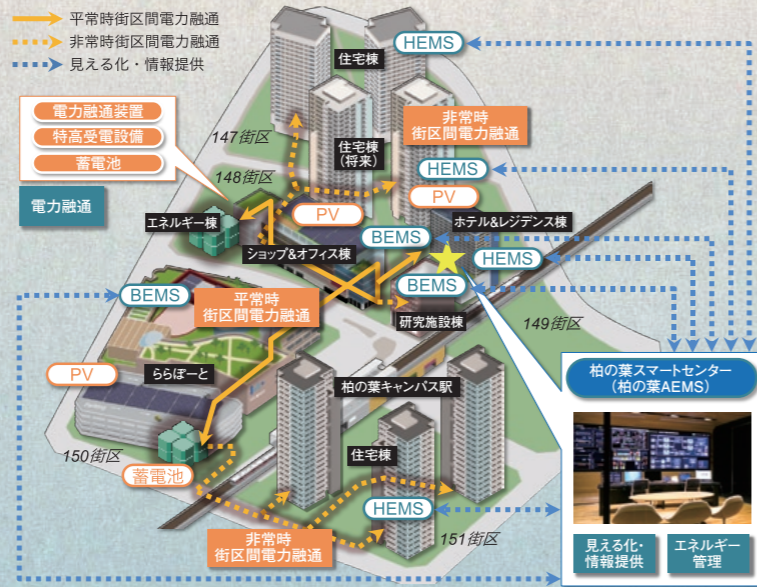 平常時街区間電力融通
非常時街区間電力融通
見える化・情報提供
電力融通装置
特高受電設備
蓄電池
電力融通
住宅棟
HEMS
147街区
住宅棟
(将来)
非常時
街区間電力融通
148街区
HEMS
PV
PV
エネルギー棟
ショップ&オフィス棟
BEMS
ホテル&レジデンス棟
HEMS
BEMS
BEMS
平常時
街区間電力融通
研究施設棟
149街区
PV
ららぽーと
柏の葉キャンパス駅
柏の葉スマートセンター
(柏の葉AEMS)
150街区
蓄電池
住宅棟
HEMS
非常時
街区間電力融通
151街区
見える化・
情報提供
エネルギー
管理